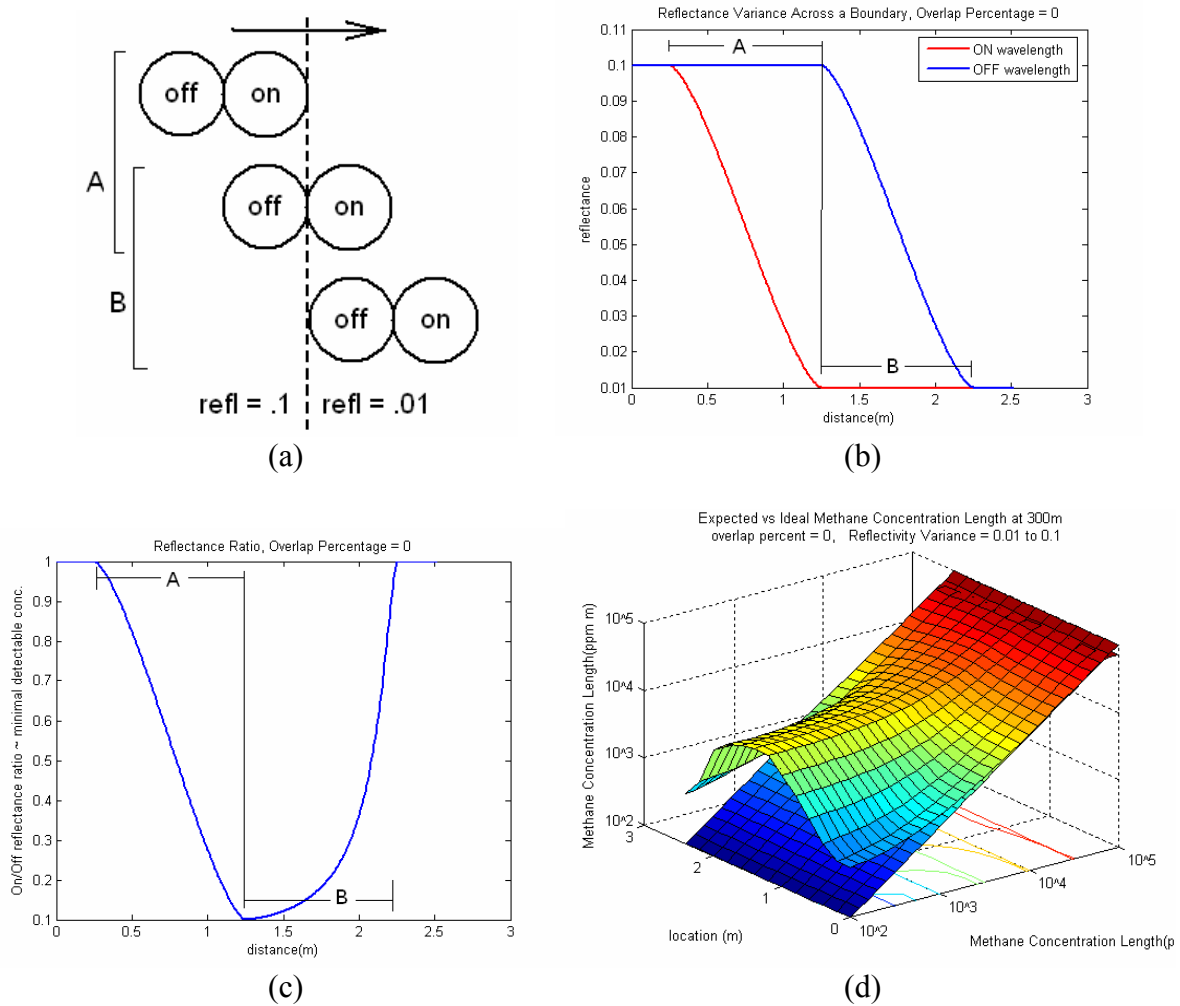 off on
A
off on
B
off on
refl = .1 refl = .01
(a)
Reflectance Variance Across a Boundary, Overlap Percentage = 0
0.11
0.1
0.09
0.08
0.07
0.06
0.05
0.04
0.03
0.02
0.01
reflectance
A
ON wavelength
OFF wavelength
B
0 0.5 1 1.5 2 2.5 3
distance(m)
(b)
Reflectance Ratio, Overlap Percentage = 0
1
0.9
0.8
0.7
0.6
0.5
0.4
0.3
0.2
0.1
On/Off reflectance ratio ~ minimal detectable conc.
A
B
0 0.5 1 1.5 2 2.5 3
distance(m)
(c)
Expected vs Ideal Methane Concentration Length at 300m
overlap percent = 0, Reflectivity Variance = 0.01 to 0.1
Methane Concentration Length(ppm m)
10^5
10^4
10^3
10^2
3
2
1
0
location (m)
10^2
10^3
10^4
10^5
Methane Concentration Length(p
(d)